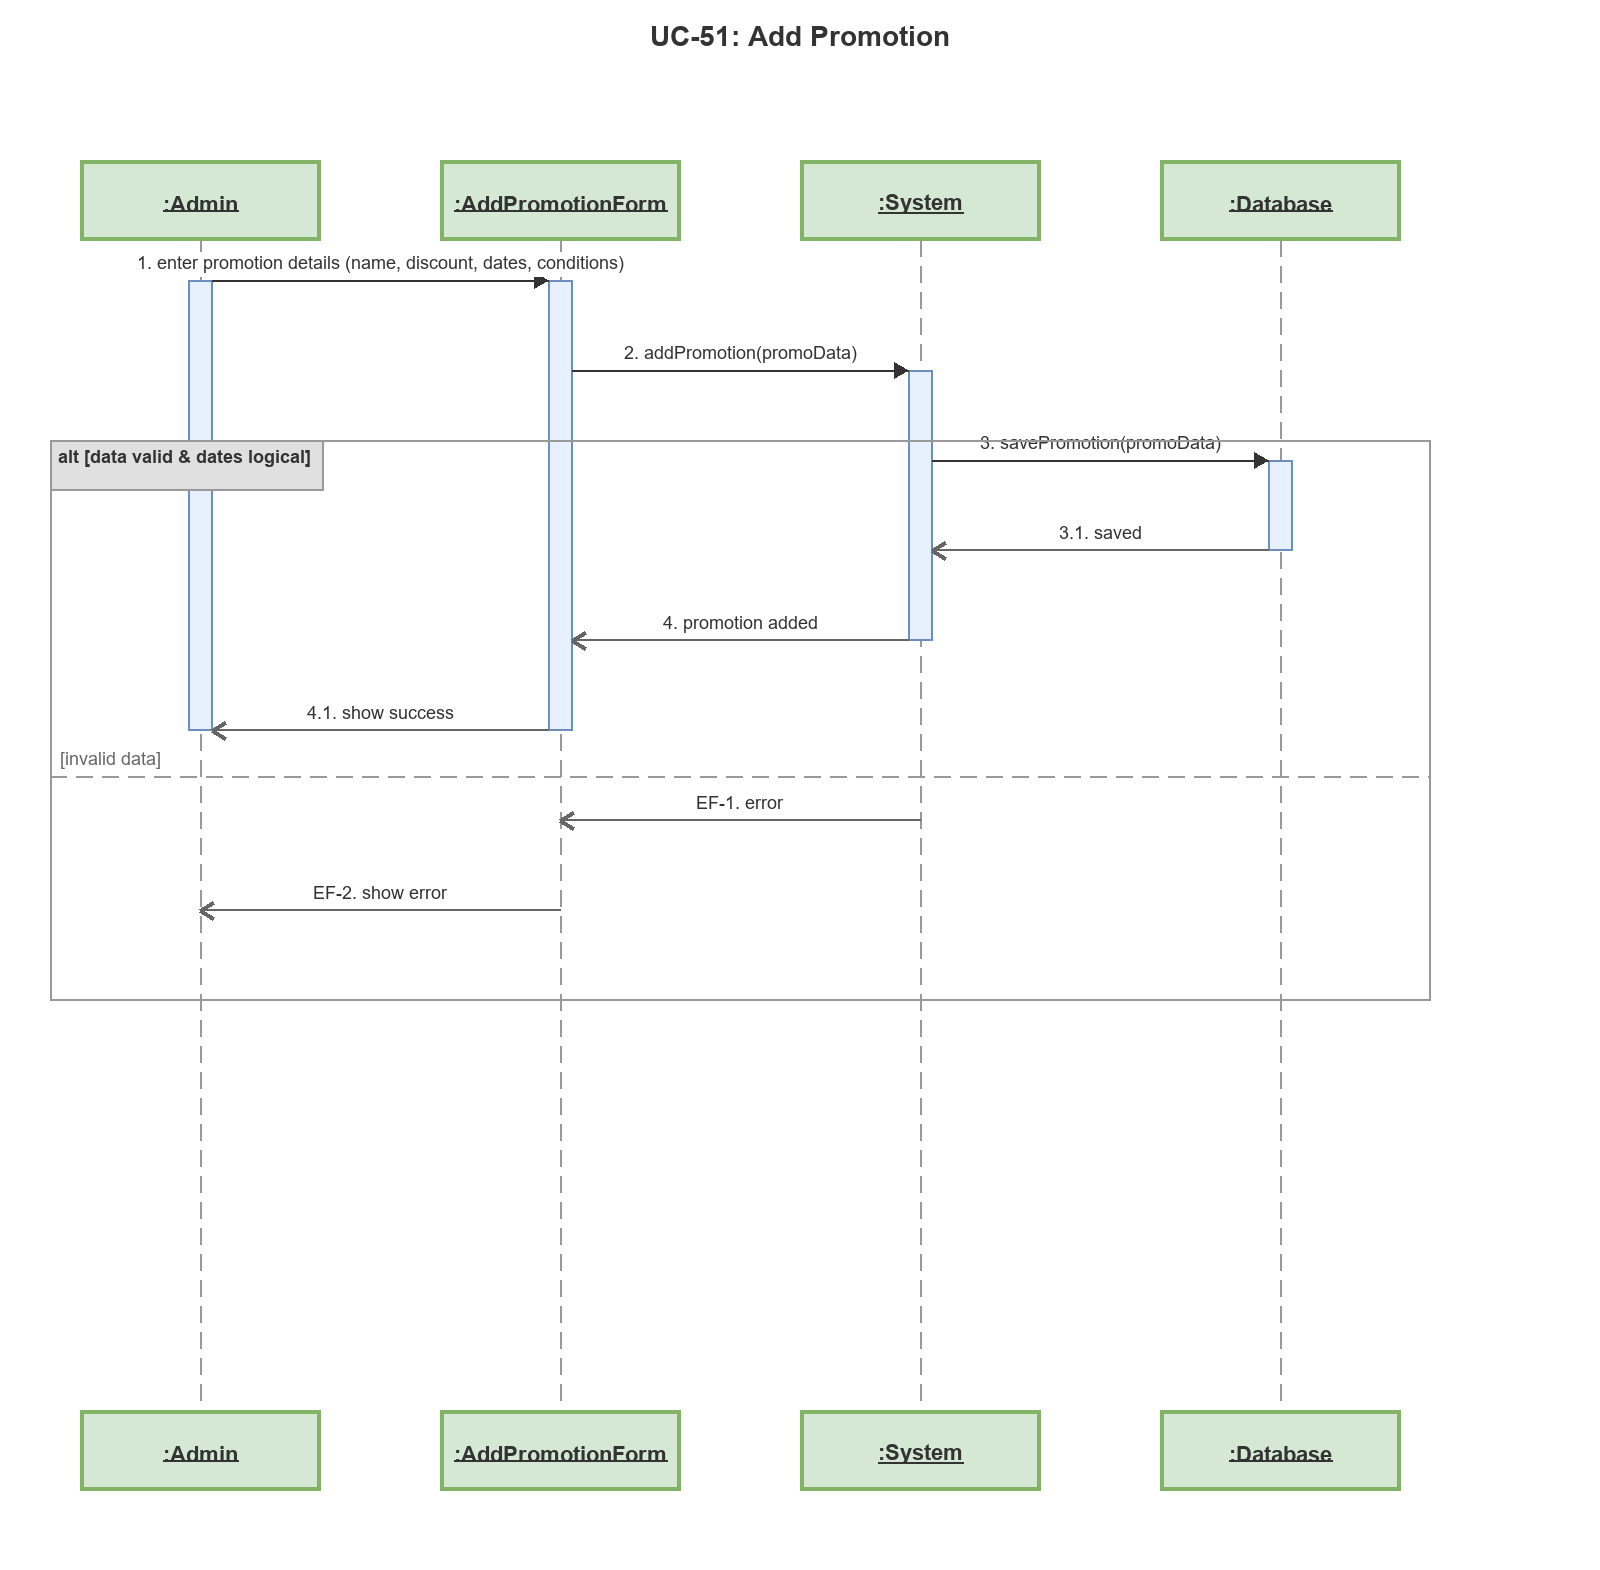 UC-51: Add Promotion
:Admin
:AddPromotionForm
:System
:Database
1. enter promotion details (name, discount, dates, conditions)
2. addPromotion(promoData)
3. savePromotion(promoData)
alt [data valid & dates logical]
3.1. saved
4. promotion added
4.1. show success
[invalid data]
EF-1. error
EF-2. show error
:Admin
:AddPromotionForm
:System
:Database